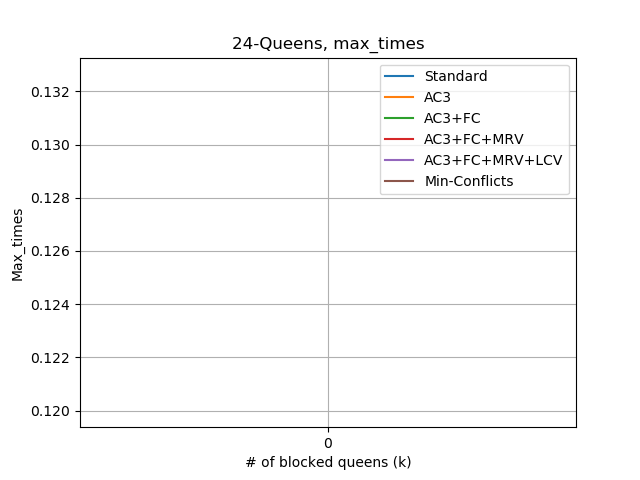 24-Queens, max_times
Standard
AC3
AC3+FC
AC3+FC+MRV
AC3+FC+MRV+LCV
Min-Conflicts
0.132
0.130
0.128
0.126
0.124
0.122
0.120
Max_times
0
# of blocked queens (k)